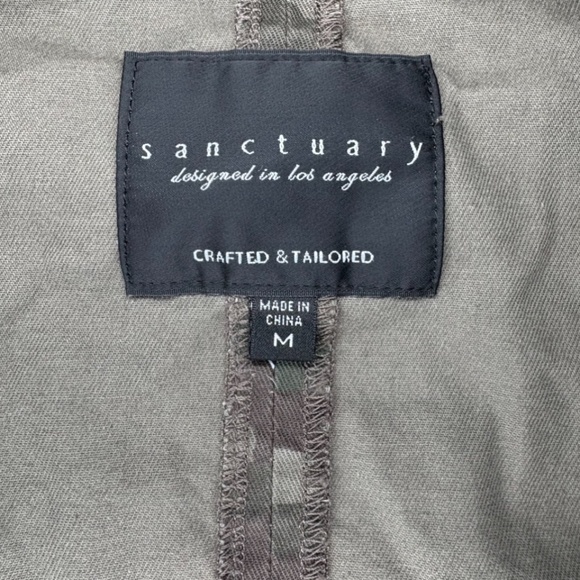 sanctuary
designed in los angeles
CRAFTED & TAILORED
MADE IN
CHINA
M